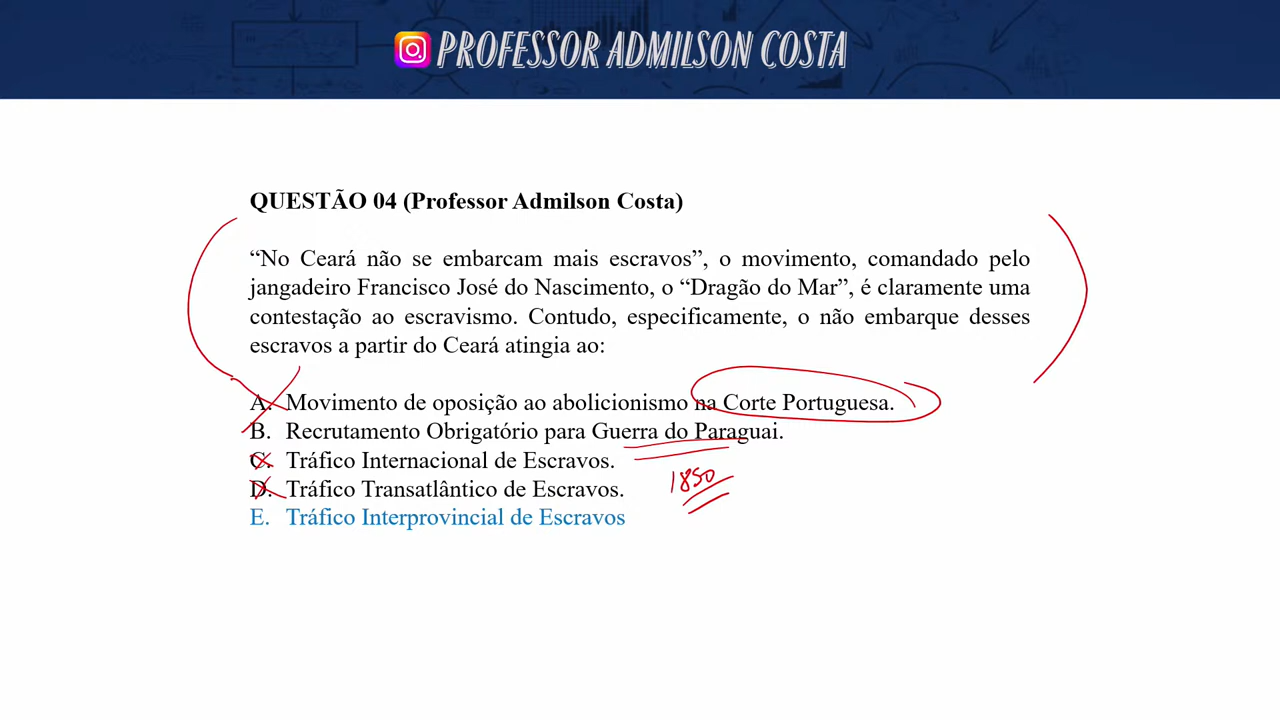 PROFESSOR ADMILSON COSTA
QUESTÃO 04 (Professor Admilson Costa)
“No Ceará não se embarcam mais escravos”, o movimento, comandado pelo
jangadeiro Francisco José do Nascimento, o “Dragão do Mar”, é claramente uma
contestação ao escravismo. Contudo, especificamente, o não embarque desses
escravos a partir do Ceará atingia ao:
A. Movimento de oposição ao abolicionismo na Corte Portuguesa.
B. Recrutamento Obrigatório para Guerra do Paraguai.
C. Tráfico Internacional de Escravos.
D. Tráfico Transatlântico de Escravos.
1850
E. Tráfico Interprovincial de Escravos